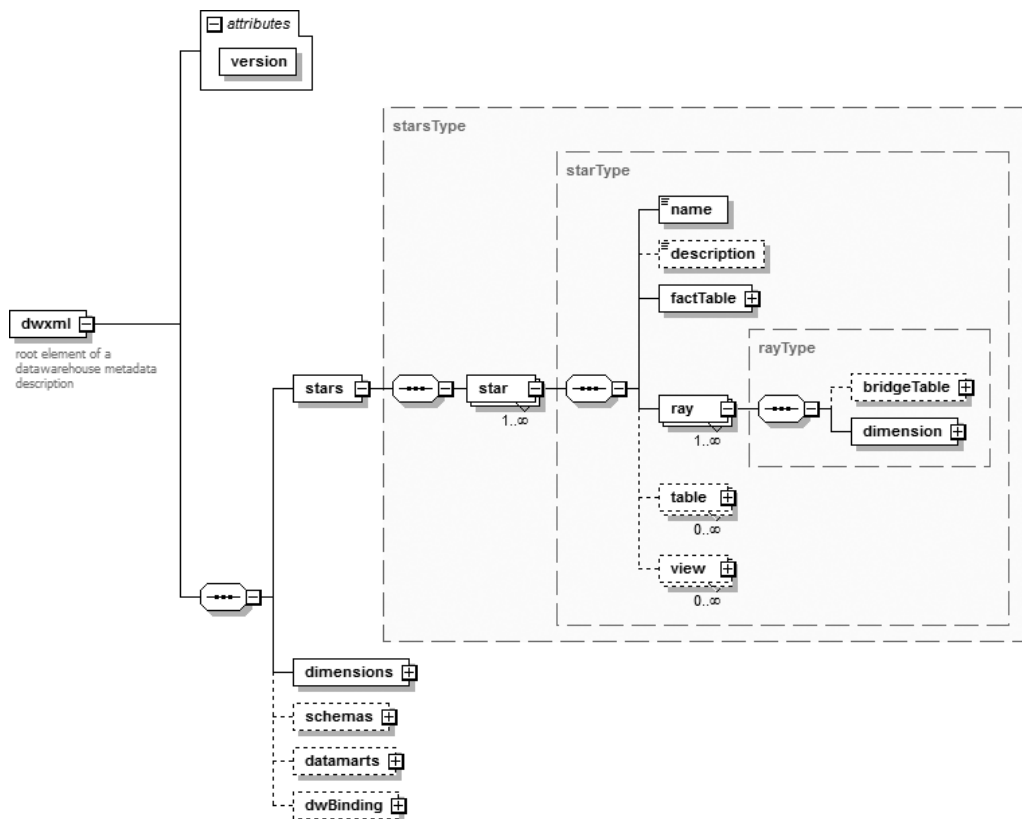 attributes
version
starsType
starType
name
description
factTable
dwxml
root element of a
datawarehouse metadata
description
rayType
stars
star
1..∞
ray
1..∞
bridgeTable
dimension
table
0..∞
view
0..∞
dimensions
schemas
datamarts
dwBinding